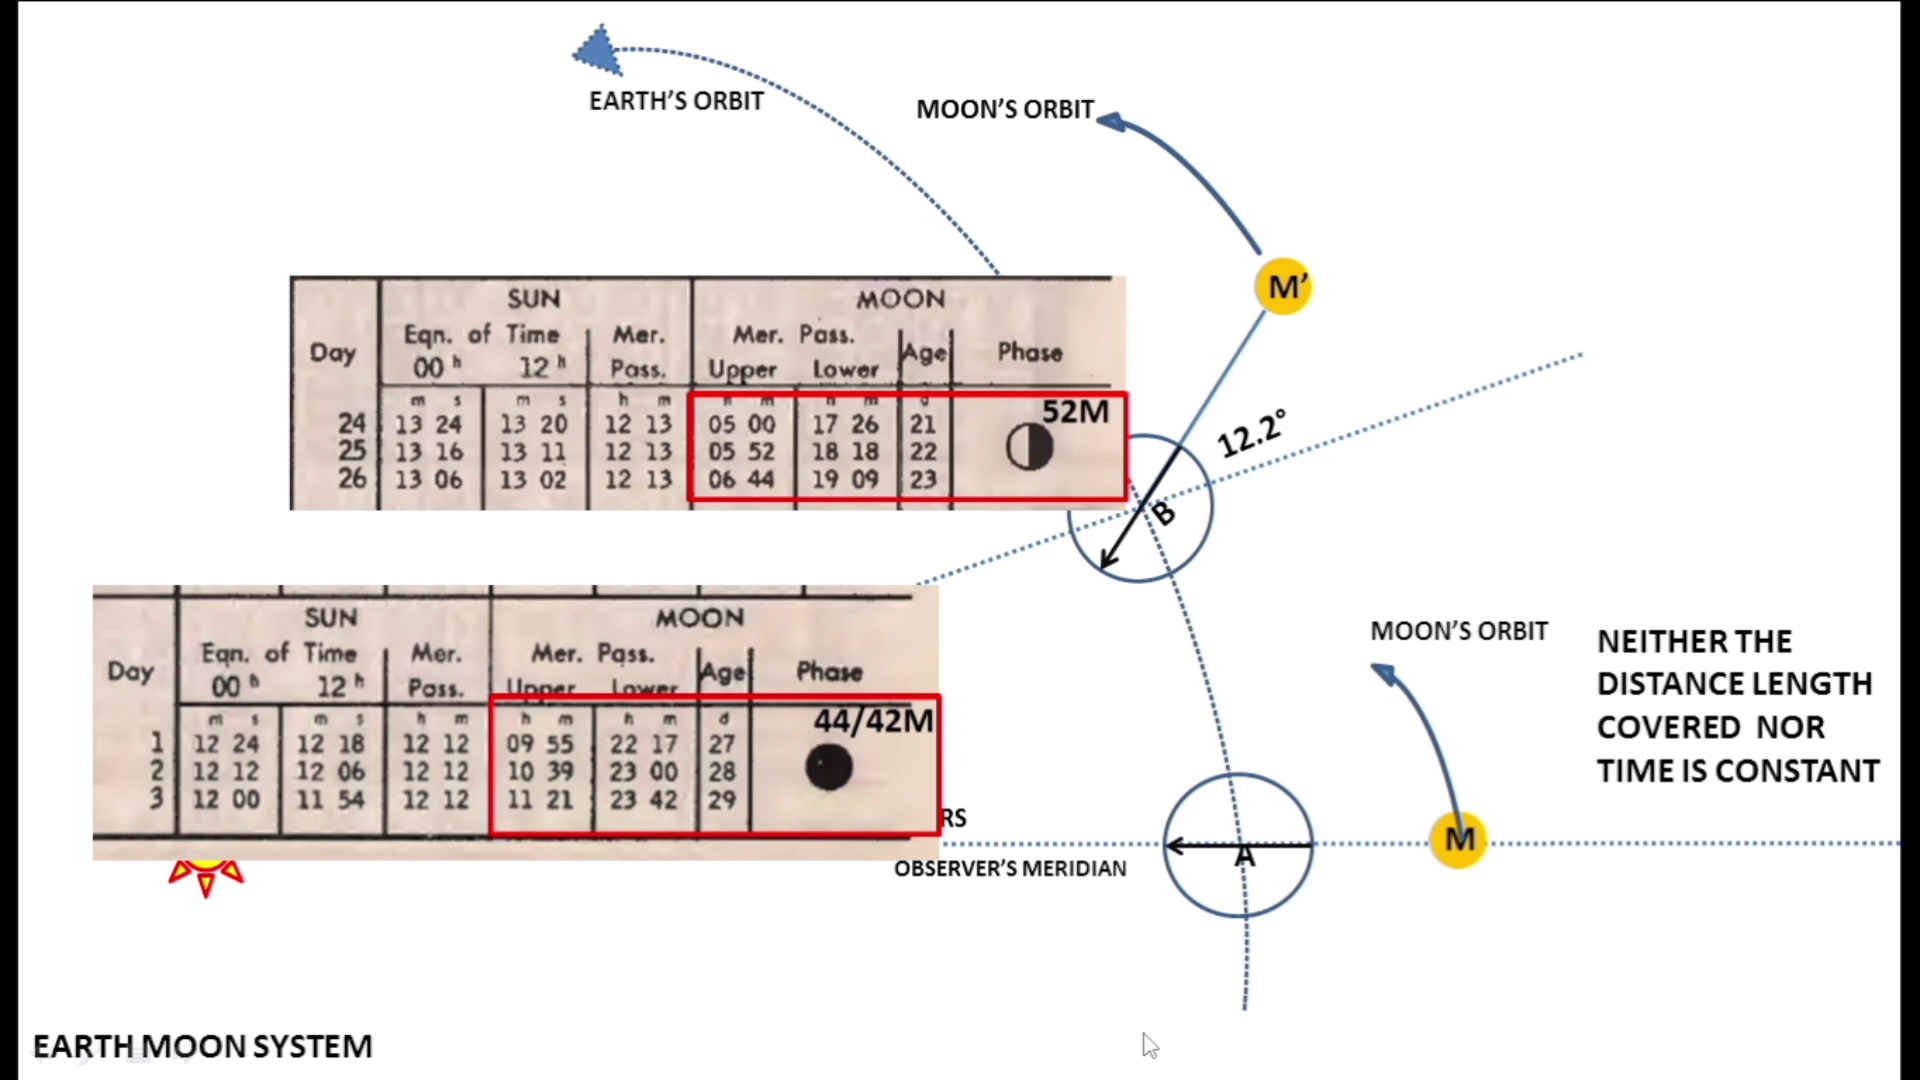 EARTH'S ORBIT
MOON'S ORBIT
M'
SUN MOON
Eqn. of Time Mer. Mer. Pass.
Day Age Phase
00 h 12 h Pass. Upper Lower
m s m s h m h m h m d
52M
24 13 24 13 20 12 13 05 00 17 26 21
25 13 16 13 11 12 13 05 52 18 18 22
26 13 06 13 02 12 13 06 44 19 09 23
12.2°
B
SUN MOON
Eqn. of Time Mer. Mer. Pass.
Day Age Phase
00 h 12 h Pass. Upper Lower
m s m s h m h m h m d
44/42M
1 12 24 12 18 12 12 09 55 22 17 27
2 12 12 12 06 12 12 10 39 23 00 28
3 12 00 11 54 12 12 11 21 23 42 29
MOON'S ORBIT
NEITHER THE
DISTANCE LENGTH
COVERED NOR
TIME IS CONSTANT
RS
OBSERVER'S MERIDIAN
A
M
EARTH MOON SYSTEM